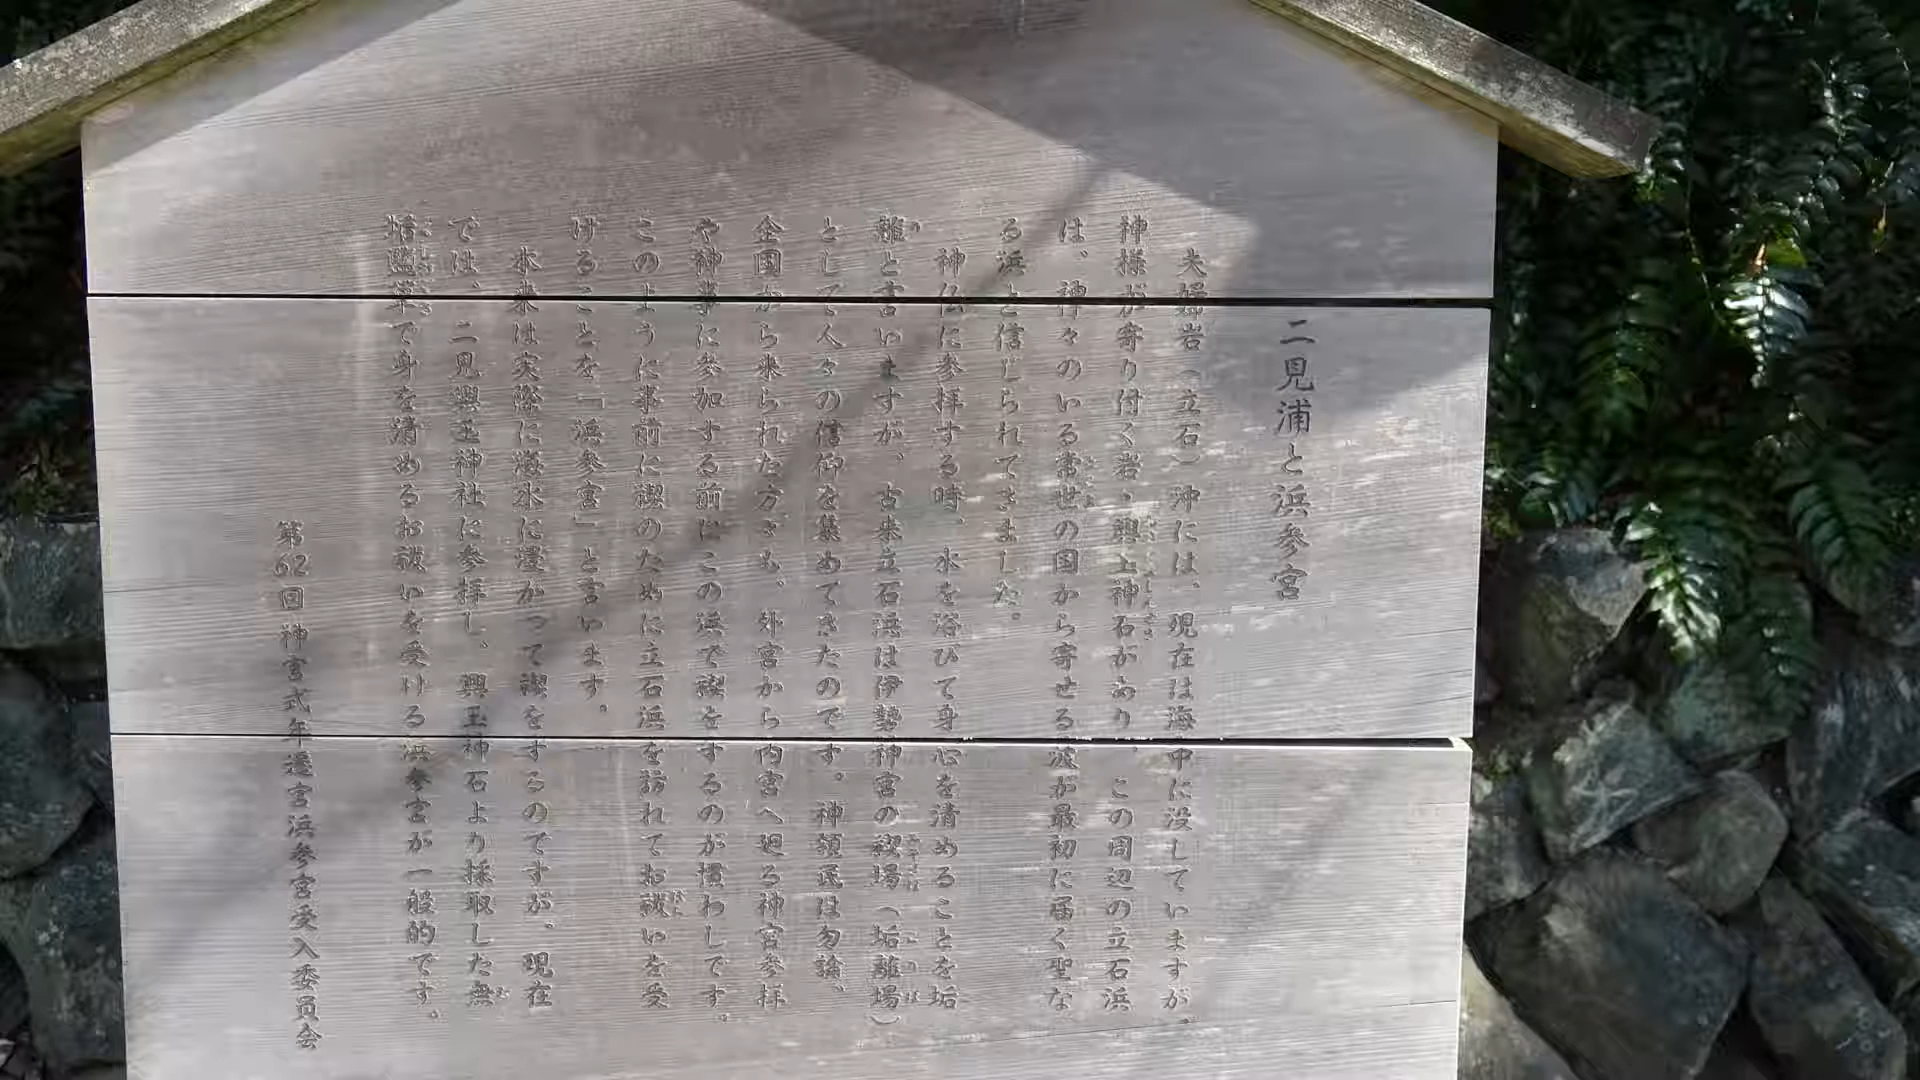 二見浦と浜参宮
夫婦岩（立石）沖には、現在は海中に没していますが、
神様が寄り付く岩・興玉神石があり、この周辺の立石浜
は、神々のいる常世の国から寄せる波が最初に届く聖な
る浜と信じられてきました。
神仏に参拝する時、水を浴びて身心を清めることを垢
離と言いますが、古来立石浜は伊勢神宮の禊場（垢離場）
として人々の信仰を集めてきたのです。神領民は勿論、
全国から来られた方々も、外宮から内宮へ廻る神宮参拝
や神事に参加する前にこの浜で禊をするのが慣わしです。
このように事前に禊のために立石浜を訪れてお祓いを受
けることを「浜参宮」と言います。
本来は実際に海水に浸かって禊をするのですが、現在
では、二見興玉神社に参拝し、興玉神石より採取した無
垢鹽草で身を清めるお祓いを受ける浜参宮が一般的です。
第62回神宮式年遷宮浜参宮受入委員会